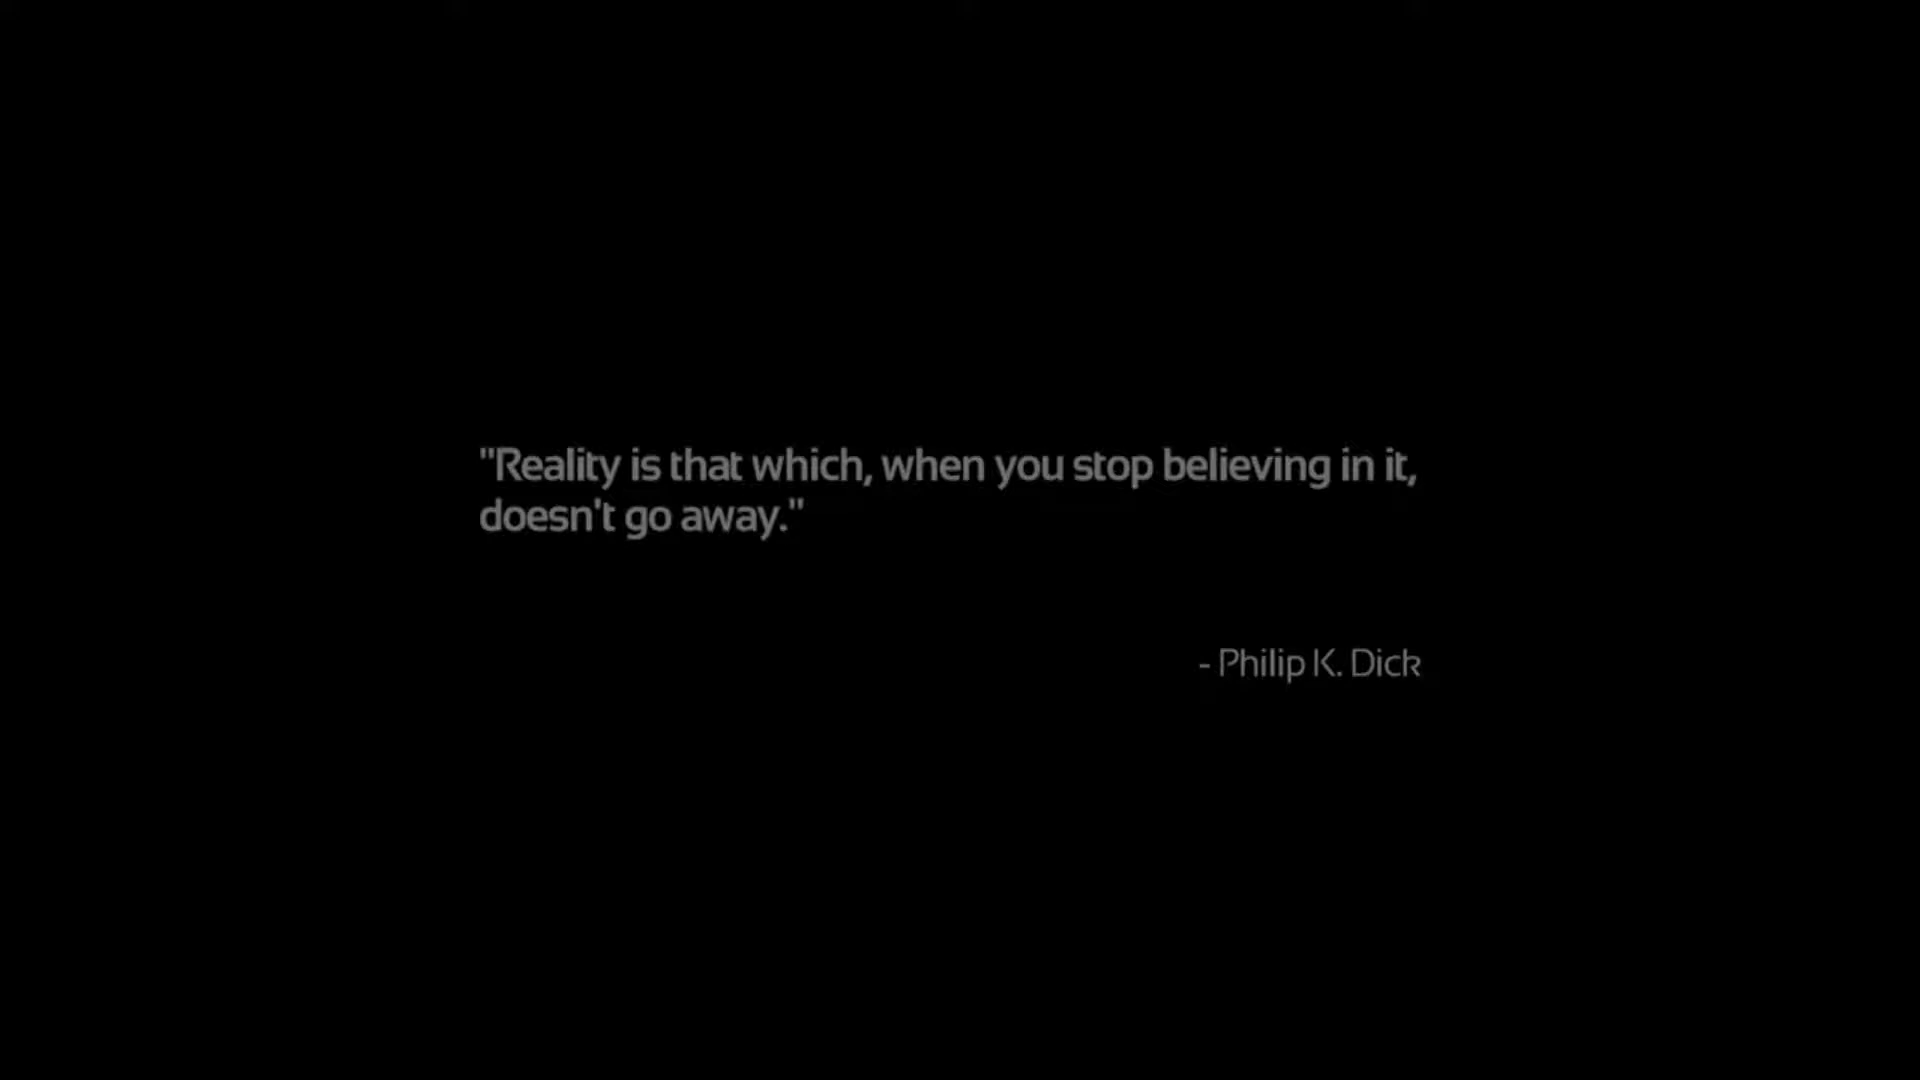 "Reality is that which, when you stop believing in it,
doesn't go away."
- Philip K. Dick